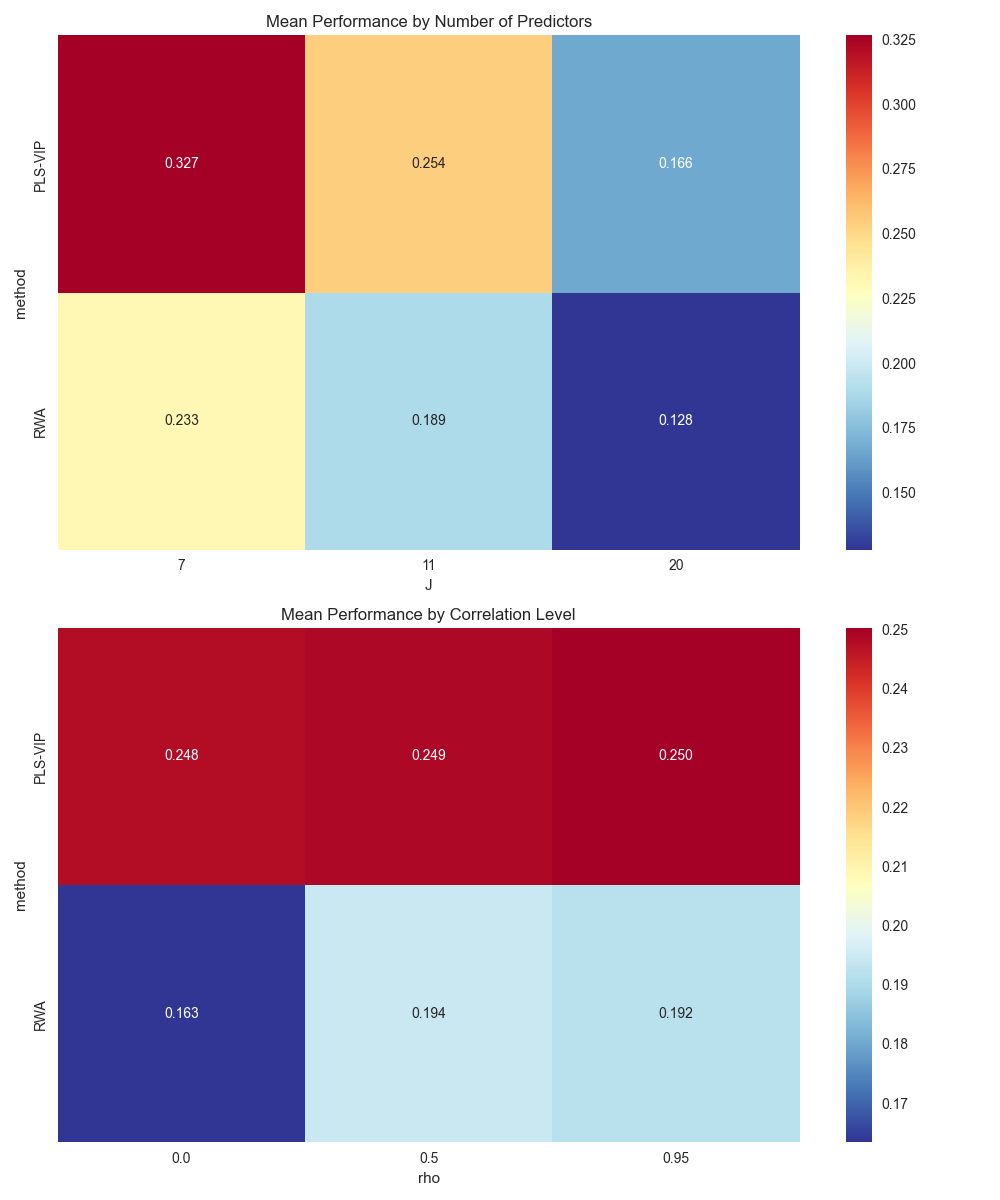 Mean Performance by Number of Predictors
method
PLS-VIP
RWA
0.327 0.254 0.166
0.233 0.189 0.128
7 11 20
J
0.325
0.300
0.275
0.250
0.225
0.200
0.175
0.150
Mean Performance by Correlation Level
method
PLS-VIP
RWA
0.248 0.249 0.250
0.163 0.194 0.192
0.0 0.5 0.95
rho
0.25
0.24
0.23
0.22
0.21
0.20
0.19
0.18
0.17